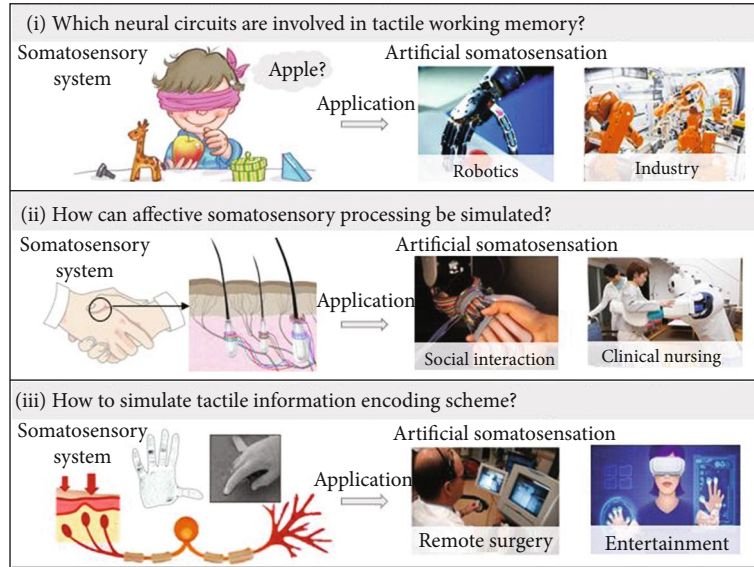 (i) Which neural circuits are involved in tactile working memory?
Somatosensory
system
Apple?
Application
Artificial somatosensation
Robotics
Industry
(ii) How can affective somatosensory processing be simulated?
Somatosensory
system
Application
Artificial somatosensation
Social interaction
Clinical nursing
(iii) How to simulate tactile information encoding scheme?
Somatosensory
system
Application
Artificial somatosensation
Remote surgery
Entertainment